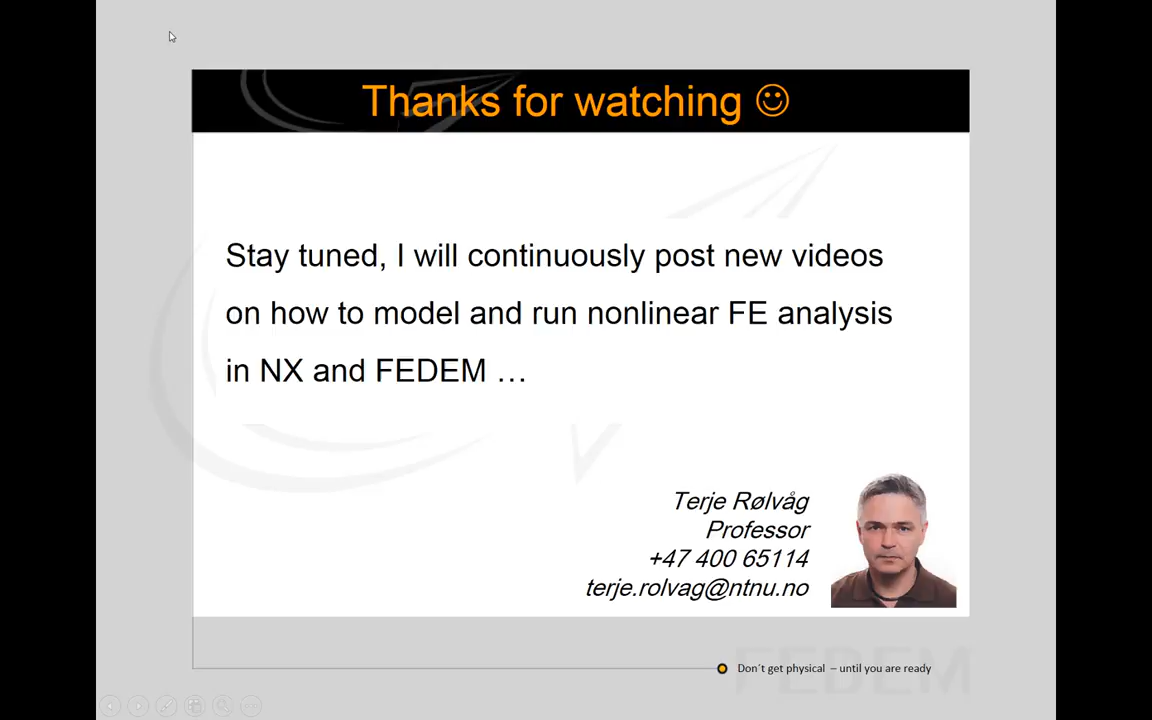 Thanks for watching ☺
Stay tuned, I will continuously post new videos
on how to model and run nonlinear FE analysis
in NX and FEDEM …
Terje Rølvåg
Professor
+47 400 65114
terje.rolvag@ntnu.no
FEDEM
Don´t get physical – until you are ready